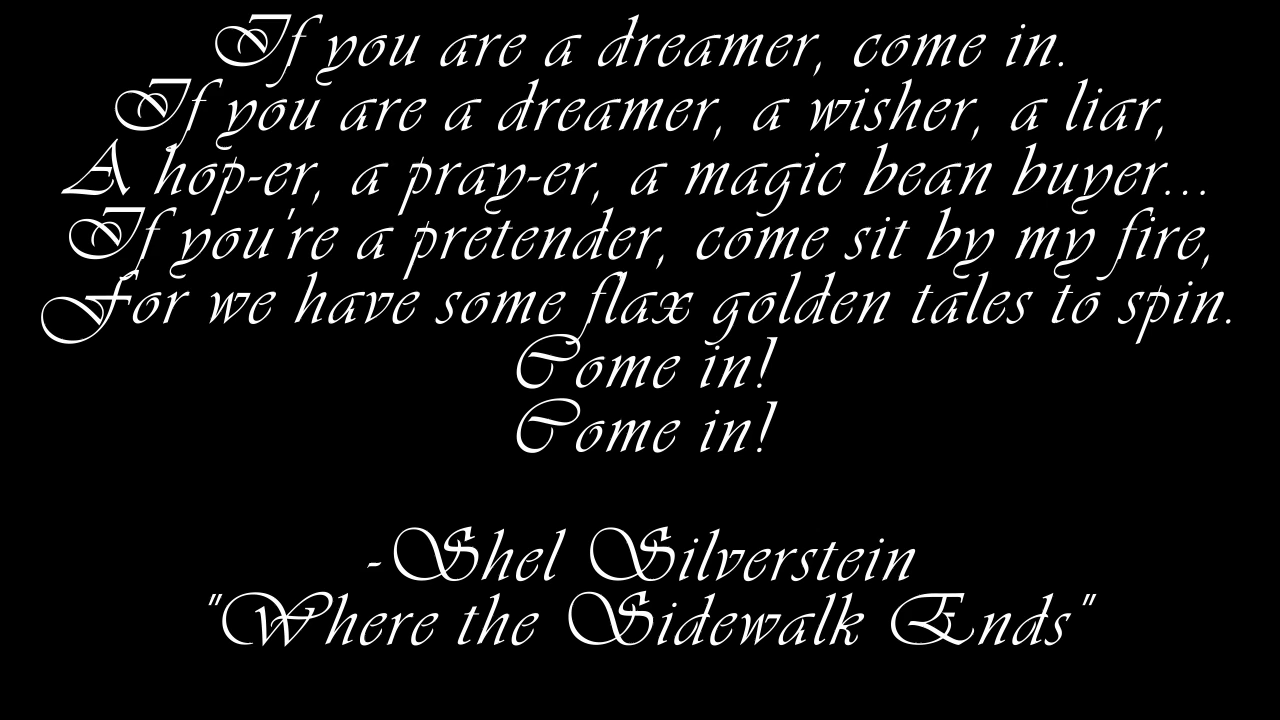 If you are a dreamer, come in.
If you are a dreamer, a wisher, a liar,
A hop-er, a pray-er, a magic bean buyer...
If you're a pretender, come sit by my fire,
For we have some flax golden tales to spin.
Come in!
Come in!
-Shel Silverstein
"Where the Sidewalk Ends"